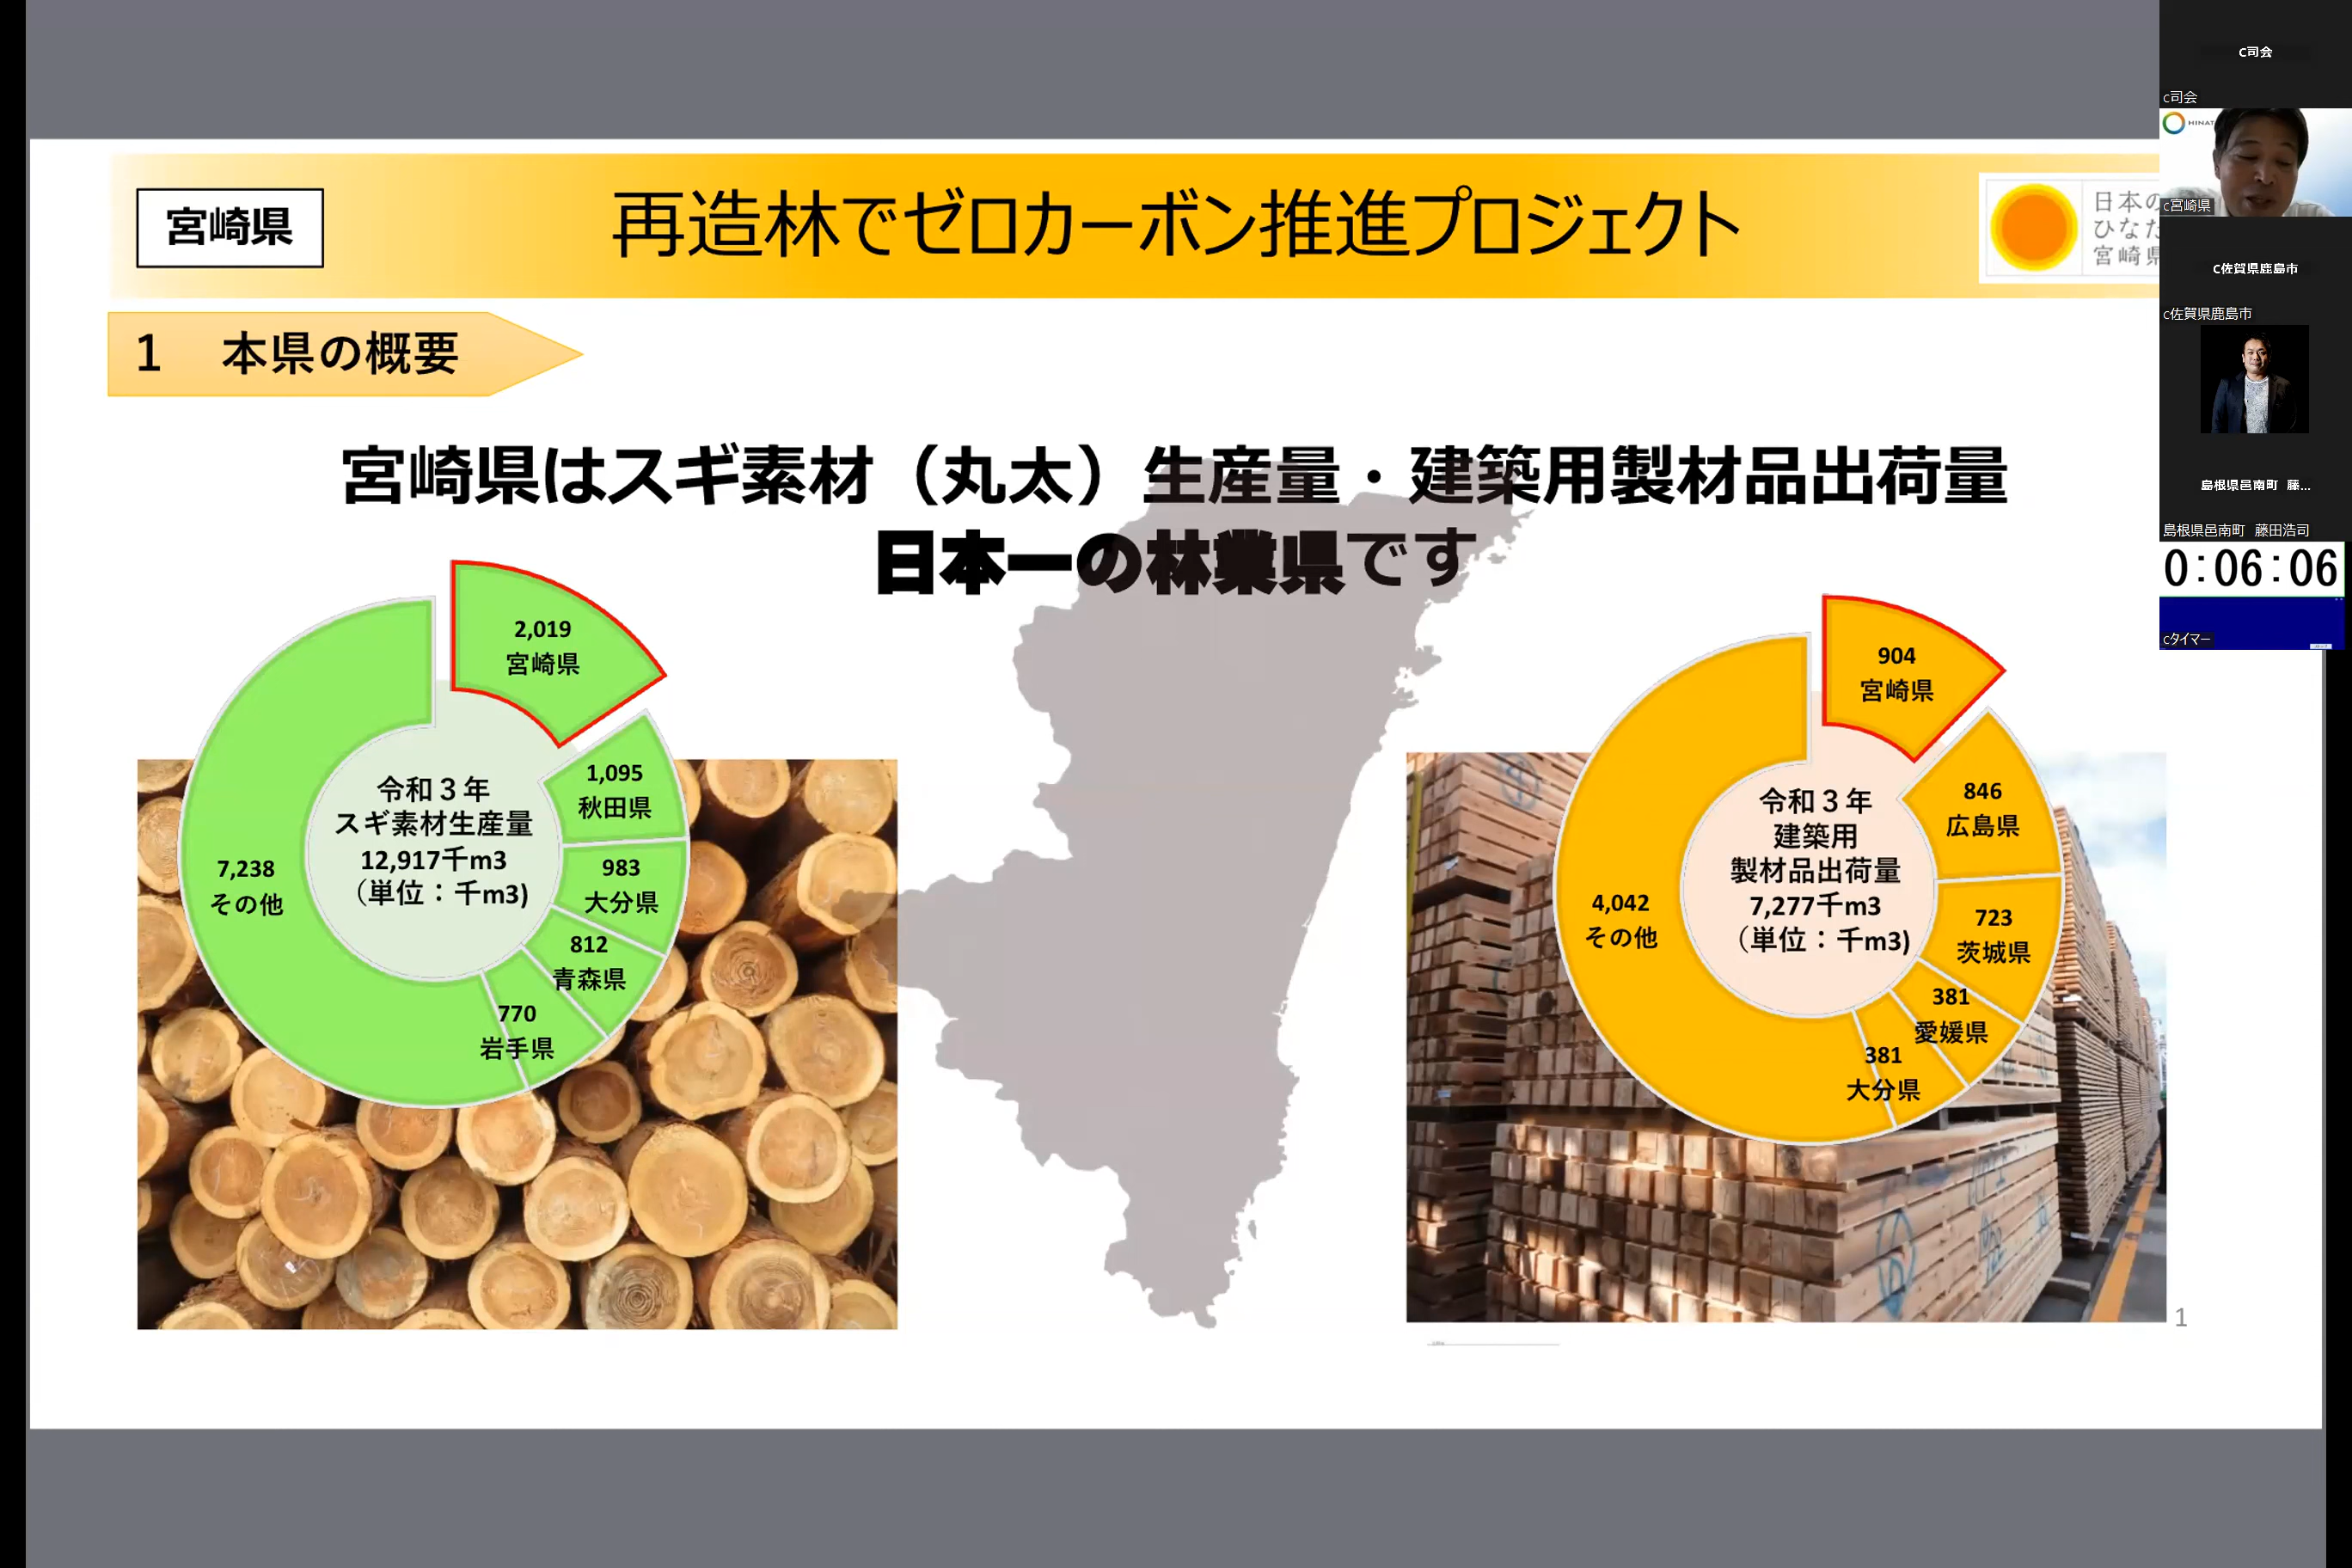 宮崎県
再造林でゼロカーボン推進プロジェクト
日本の
ひなた
宮崎県
1　本県の概要
宮崎県はスギ素材（丸太）生産量・建築用製材品出荷量
日本一の林業県です
2,019
宮崎県
1,095
秋田県
983
大分県
812
青森県
770
岩手県
7,238
その他
令和３年
スギ素材生産量
12,917千m3
（単位：千m3)
904
宮崎県
846
広島県
723
茨城県
381
愛媛県
381
大分県
4,042
その他
令和３年
建築用
製材品出荷量
7,277千m3
（単位：千m3)
1
C司会
c司会
HINAT
c宮崎県
C佐賀県鹿島市
c佐賀県鹿島市
島根県邑南町 藤...
島根県邑南町 藤田浩司
0:06:06
Cタイマー